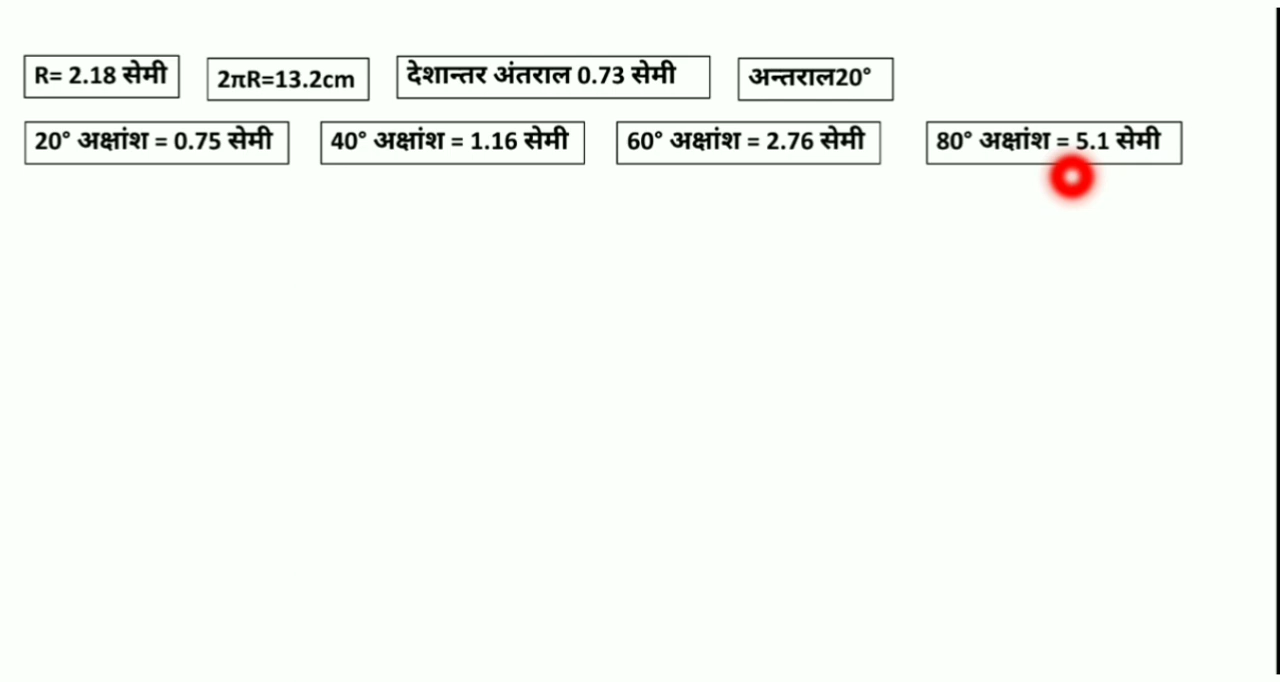 R= 2.18 सेमी 2πR=13.2cm देशान्तर अंतराल 0.73 सेमी अन्तराल20°
20° अक्षांश = 0.75 सेमी 40° अक्षांश = 1.16 सेमी 60° अक्षांश = 2.76 सेमी 80° अक्षांश = 5.1 सेमी